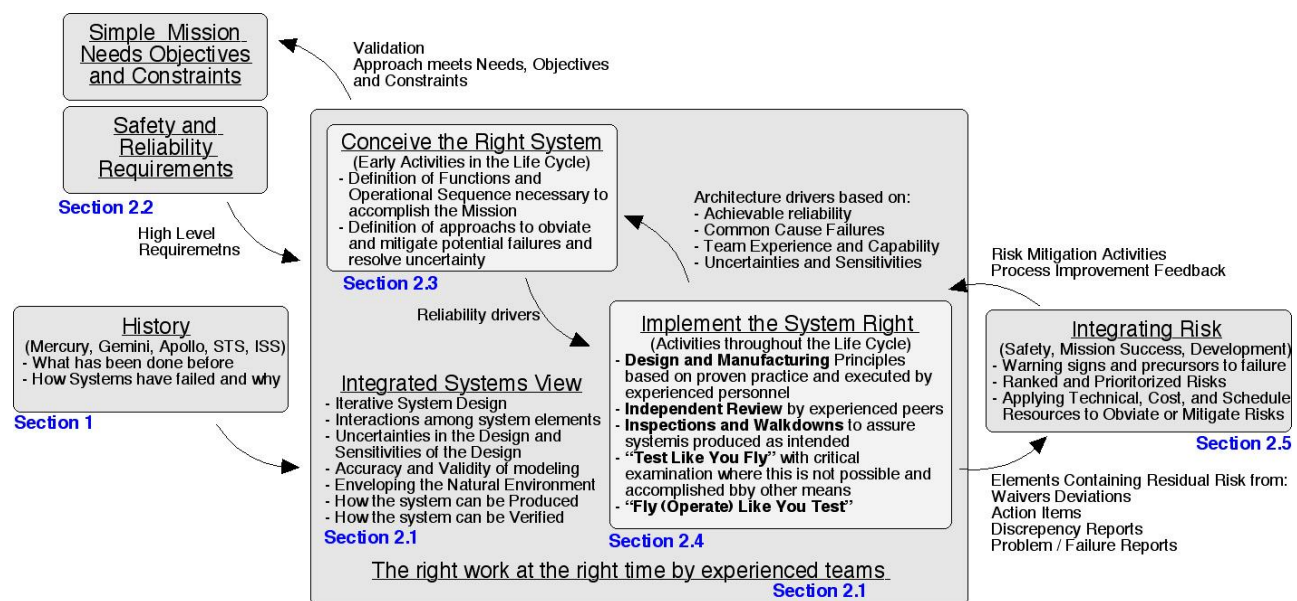 Simple Mission
Needs Objectives
and Constraints
Validation
Approach meets Needs, Objectives
and Constraints
Safety and
Reliability
Requirements
Section 2.2
High Level
Requiremetns
Conceive the Right System
(Early Activities in the Life Cycle)
- Definition of Functions and
Operational Sequence necessary to
accomplish the Mission
- Definition of approachs to obviate
and mitigate potential failures and
resolve uncertainty
Section 2.3
Architecture drivers based on:
- Achievable reliability
- Common Cause Failures
- Team Experience and Capability
- Uncertainties and Sensitivities
Risk Mitigation Activities
Process Improvement Feedback
Reliability drivers
History
(Mercury, Gemini, Apollo, STS, ISS)
- What has been done before
- How Systems have failed and why
Section 1
Integrated Systems View
- Iterative System Design
- Interactions among system elements
- Uncertainties in the Design and
Sensitivities of the Design
- Accuracy and Validity of modeling
- Enveloping the Natural Environment
- How the system can be Produced
- How the system can be Verified
Section 2.1
Implement the System Right
(Activities throughout the Life Cycle)
- Design and Manufacturing Principles
based on proven practice and executed by
experienced personnel
- Independent Review by experienced peers
- Inspections and Walkdowns to assure
systemis produced as intended
- “Test Like You Fly” with critical
examination where this is not possible and
accomplished bby other means
- “Fly (Operate) Like You Test”
Section 2.4
Integrating Risk
(Safety, Mission Success, Development)
- Warning signs and precursors to failure
- Ranked and Prioritized Risks
- Applying Technical, Cost, and Schedule
Resources to Obviate or Mitigate Risks
Section 2.5
Elements Containing Residual Risk from:
Waivers Deviations
Action Items
Discrepancy Reports
Problem / Failure Reports
The right work at the right time by experienced teams
Section 2.1